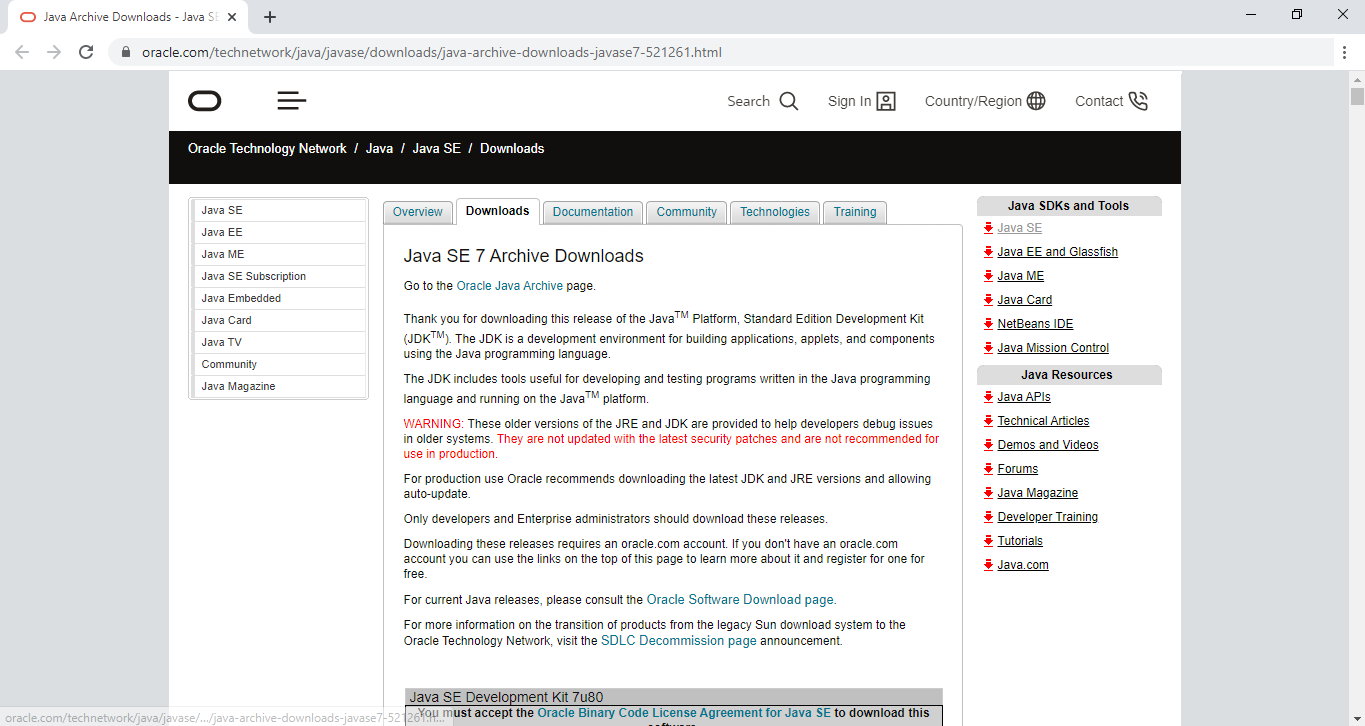 Java Archive Downloads - Java SE
oracle.com/technetwork/java/javase/downloads/java-archive-downloads-javase7-521261.html
Search Sign In Country/Region Contact
Oracle Technology Network / Java / Java SE / Downloads
Java SE
Java EE
Java ME
Java SE Subscription
Java Embedded
Java Card
Java TV
Community
Java Magazine
Overview Downloads Documentation Community Technologies Training
Java SE 7 Archive Downloads
Go to the Oracle Java Archive page.
Thank you for downloading this release of the Java™ Platform, Standard Edition Development Kit
(JDK™). The JDK is a development environment for building applications, applets, and components
using the Java programming language.
The JDK includes tools useful for developing and testing programs written in the Java programming
language and running on the Java™ platform.
WARNING: These older versions of the JRE and JDK are provided to help developers debug issues
in older systems. They are not updated with the latest security patches and are not recommended for
use in production.
For production use Oracle recommends downloading the latest JDK and JRE versions and allowing
auto-update.
Only developers and Enterprise administrators should download these releases.
Downloading these releases requires an oracle.com account. If you don't have an oracle.com
account you can use the links on the top of this page to learn more about it and register for one for
free.
For current Java releases, please consult the Oracle Software Download page.
For more information on the transition of products from the legacy Sun download system to the
Oracle Technology Network, visit the SDLC Decommission page announcement.
Java SE Development Kit 7u80
You must accept the Oracle Binary Code License Agreement for Java SE to download this
software.
Java SDKs and Tools
Java SE
Java EE and Glassfish
Java ME
Java Card
NetBeans IDE
Java Mission Control
Java Resources
Java APIs
Technical Articles
Demos and Videos
Forums
Java Magazine
Developer Training
Tutorials
Java.com
oracle.com/technetwork/java/javase/.../java-archive-downloads-javase7-521261.h...